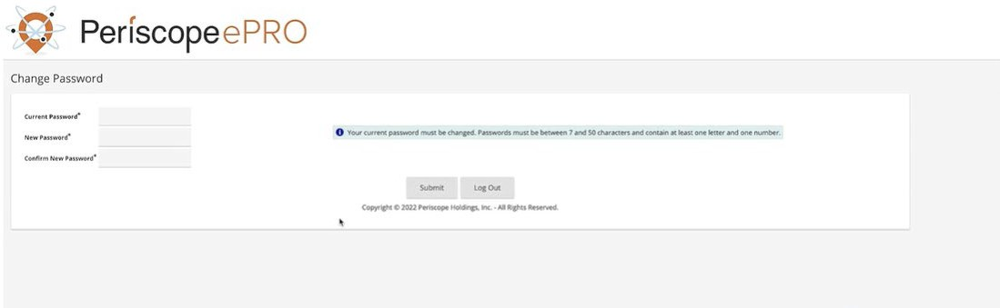 Periscope ePRO
Change Password
Current Password*
New Password*
Confirm New Password*
Your current password must be changed. Passwords must be between 7 and 50 characters and contain at least one letter and one number.
Submit Log Out
Copyright © 2022 Periscope Holdings, Inc. - All Rights Reserved.